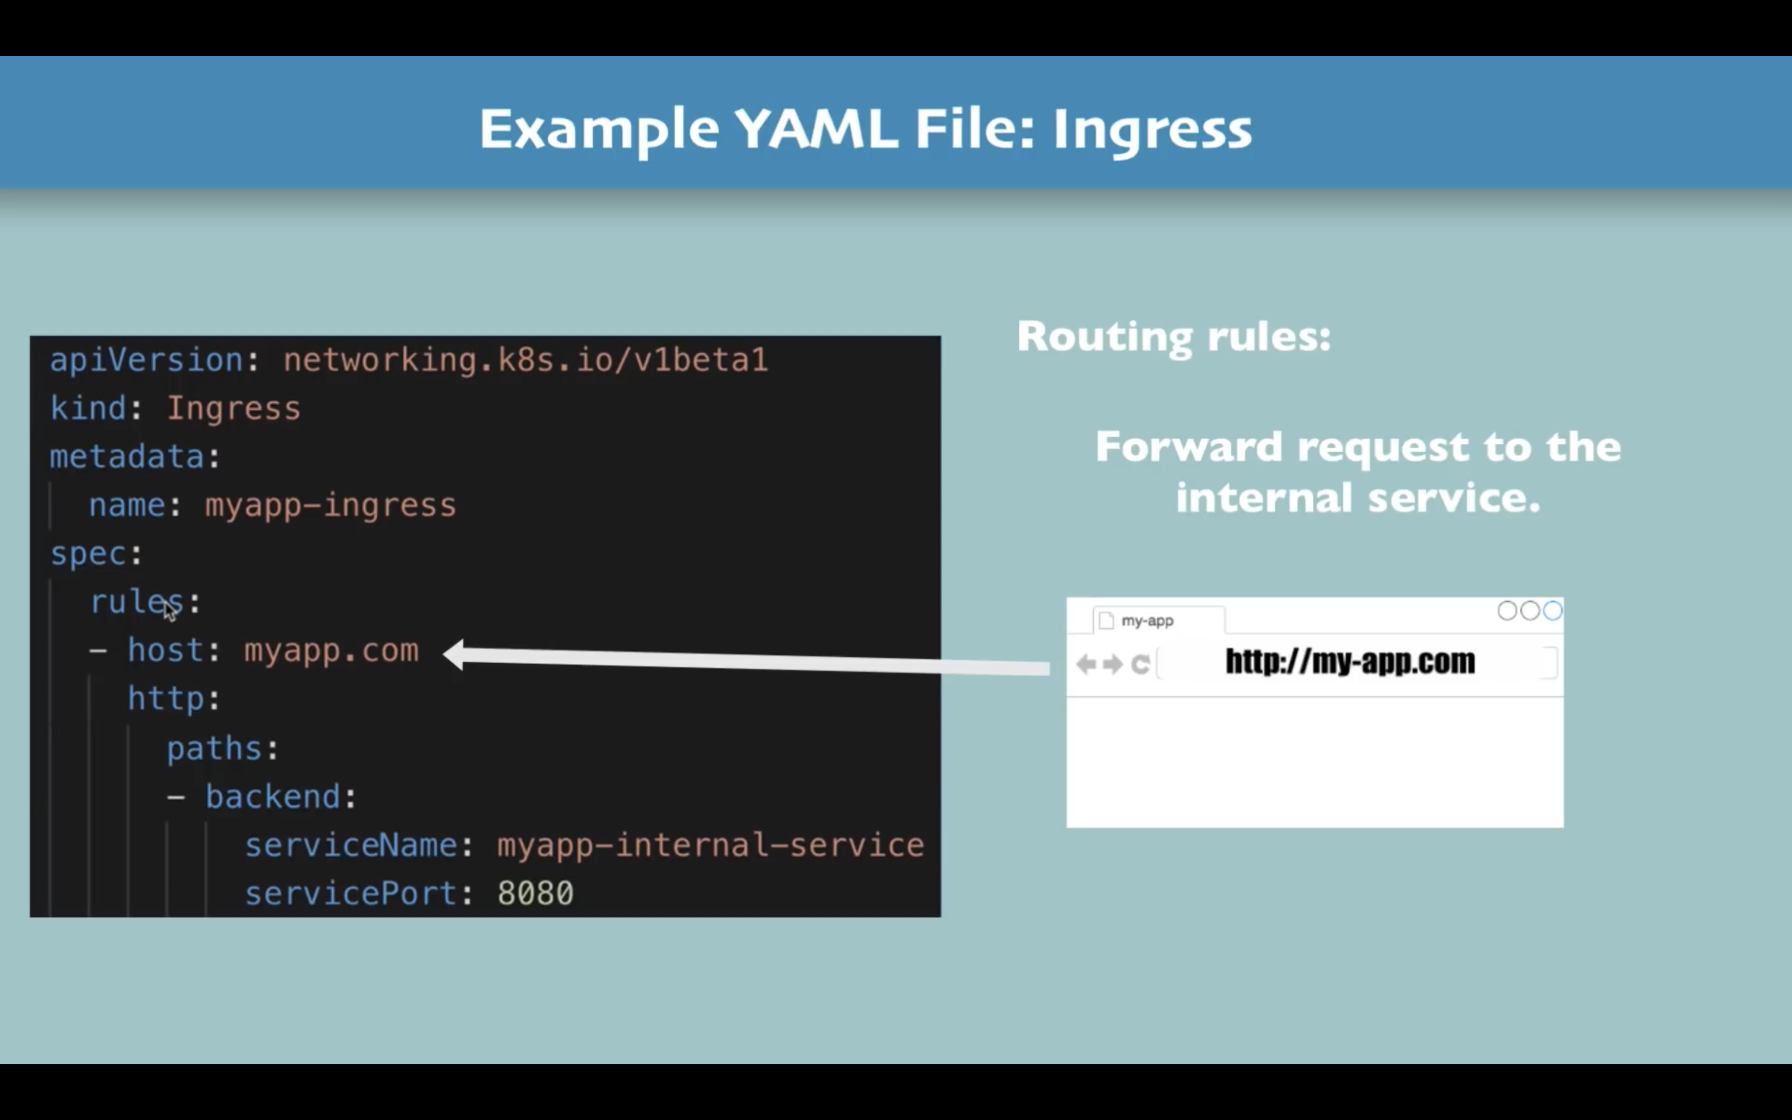 Example YAML File: Ingress
apiVersion: networking.k8s.io/v1beta1
kind: Ingress
metadata:
  name: myapp-ingress
spec:
  rules:
  - host: myapp.com
    http:
      paths:
      - backend:
          serviceName: myapp-internal-service
          servicePort: 8080
Routing rules:
Forward request to the
internal service.
my-app
http://my-app.com